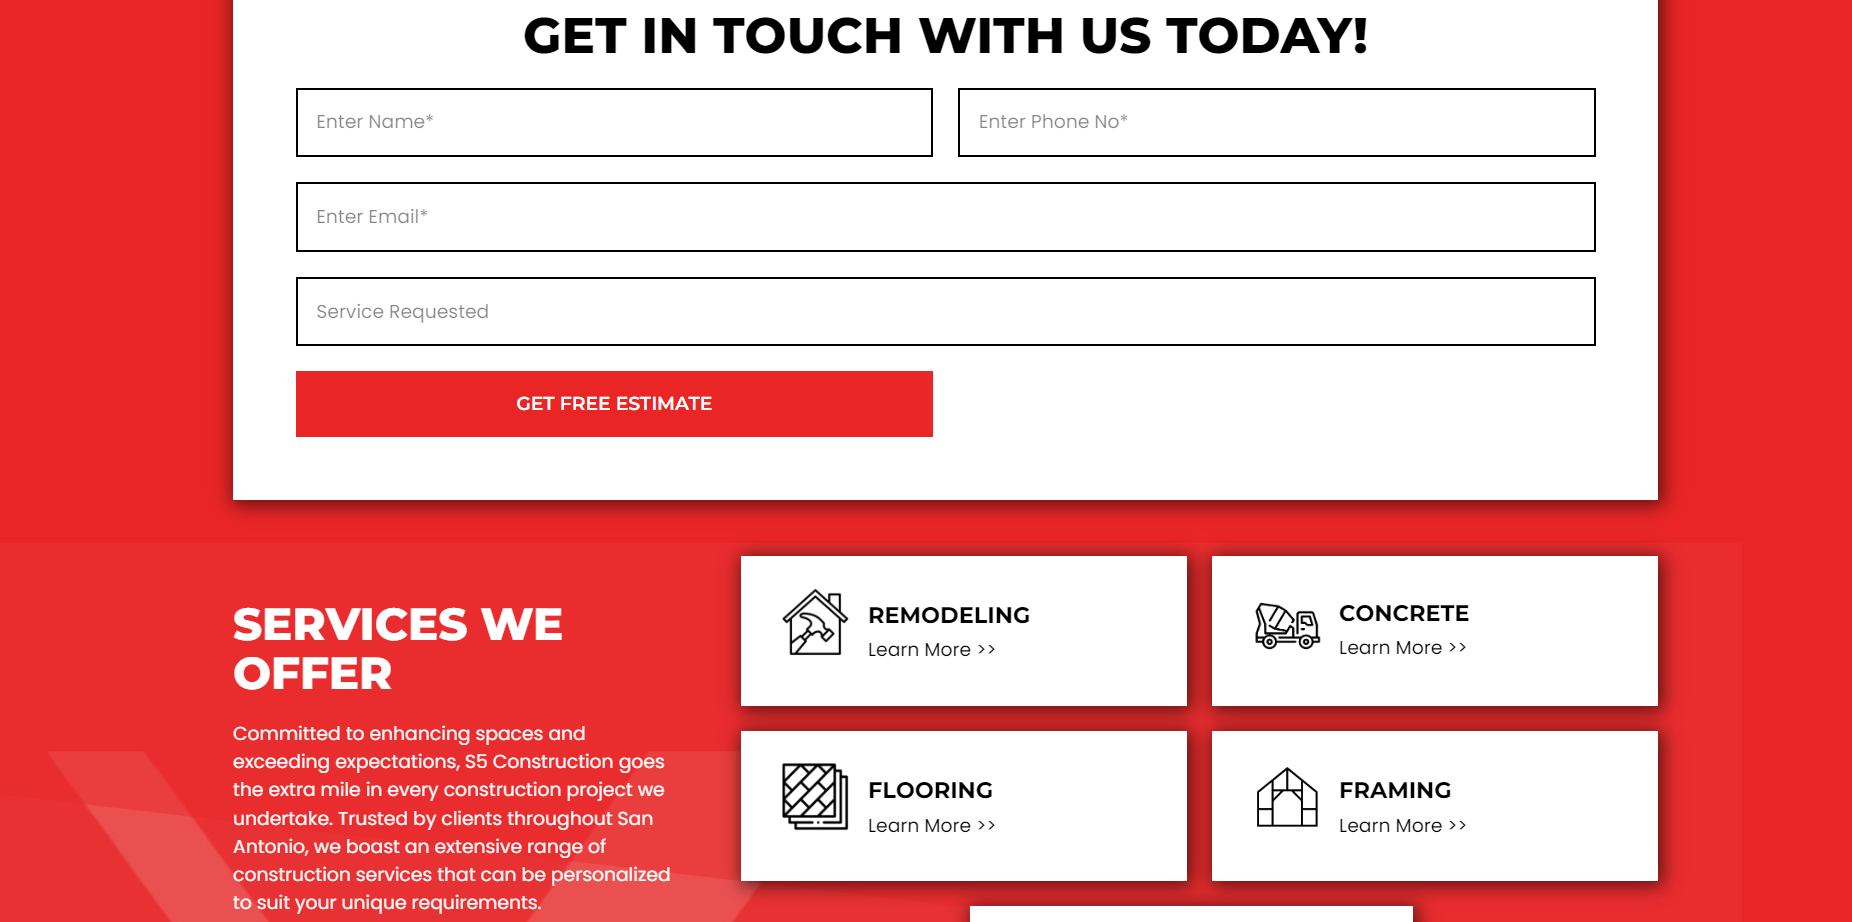 GET IN TOUCH WITH US TODAY!
Enter Name*
Enter Phone No*
Enter Email*
Service Requested
GET FREE ESTIMATE
SERVICES WE
OFFER
Committed to enhancing spaces and
exceeding expectations, S5 Construction goes
the extra mile in every construction project we
undertake. Trusted by clients throughout San
Antonio, we boast an extensive range of
construction services that can be personalized
to suit your unique requirements.
REMODELING
Learn More >>
CONCRETE
Learn More >>
FLOORING
Learn More >>
FRAMING
Learn More >>